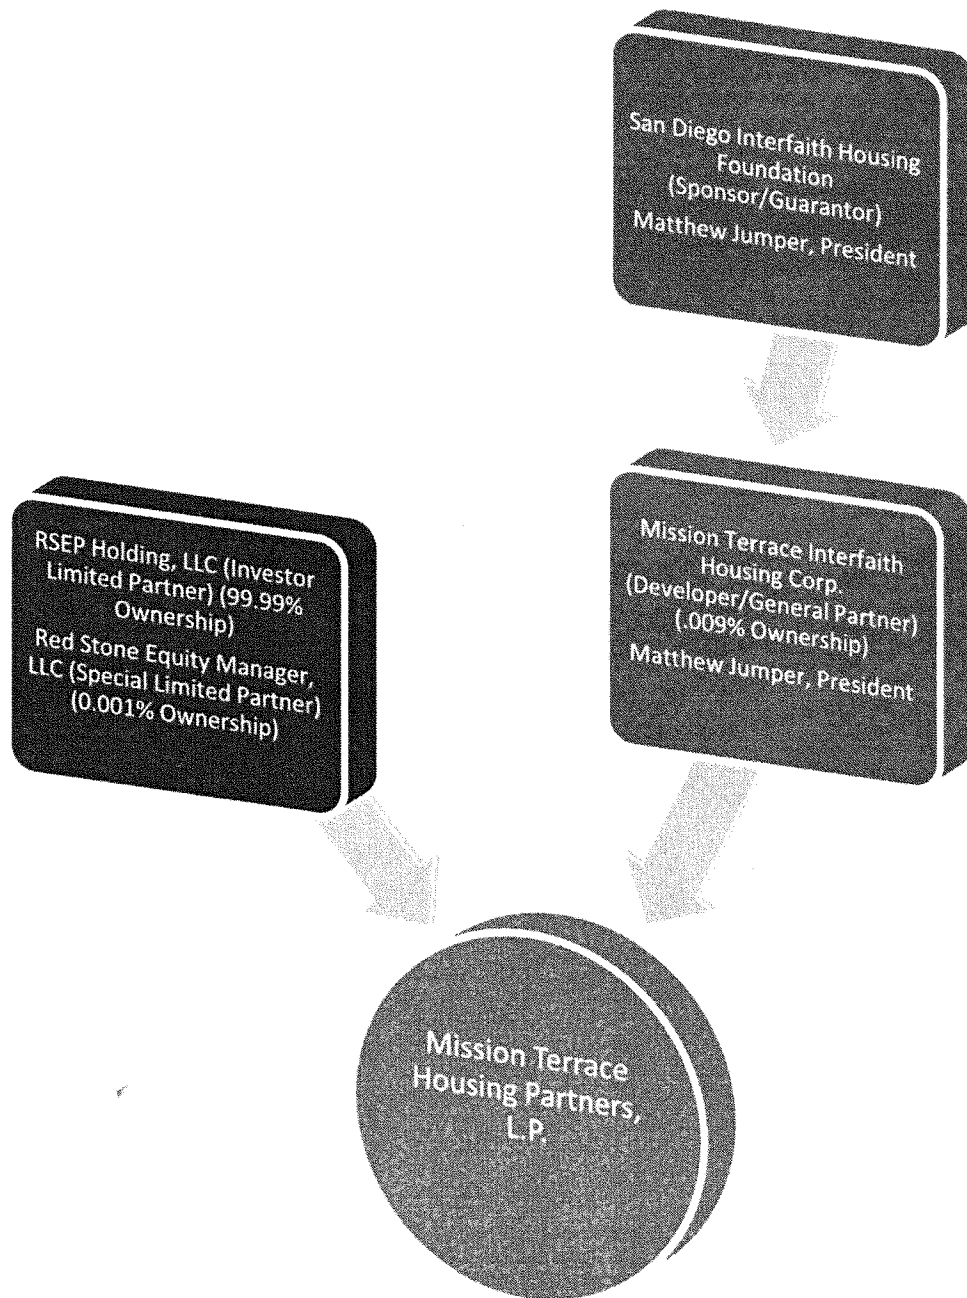 San Diego Interfaith Housing
Foundation
(Sponsor/Guarantor)
Matthew Jumper, President
RSEP Holding, LLC (Investor
Limited Partner) (99.99%
Ownership)
Red Stone Equity Manager,
LLC (Special Limited Partner)
(0.001% Ownership)
Mission Terrace Interfaith
Housing Corp.
(Developer/General Partner)
(.009% Ownership)
Matthew Jumper, President
Mission Terrace
Housing Partners,
L.P.